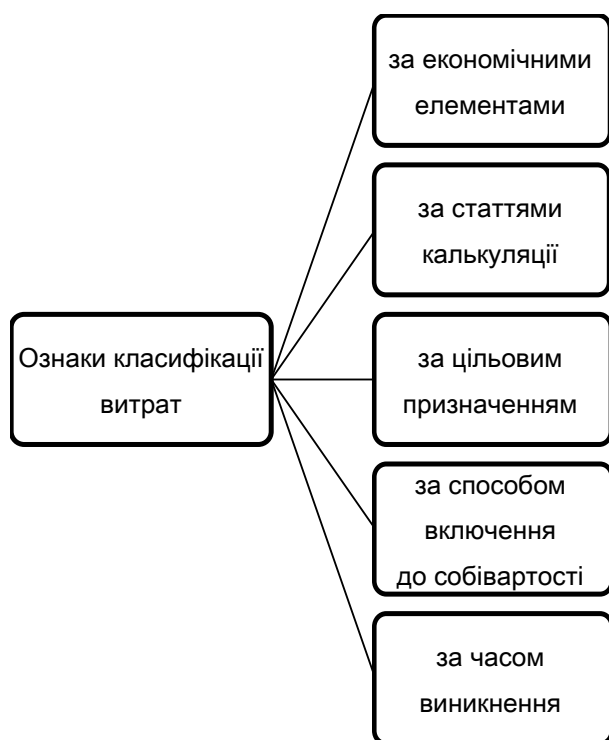 за економічними
елементами
за статтями
калькуляції
Ознаки класифікації
витрат
за цільовим
призначенням
за способом
включення
до собівартості
за часом
виникнення